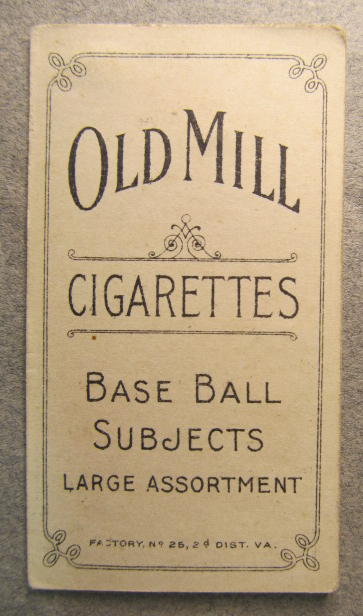 OLD MILL
CIGARETTES
BASE BALL
SUBJECTS
LARGE ASSORTMENT
FACTORY, Nº 25, 2d DIST. VA.